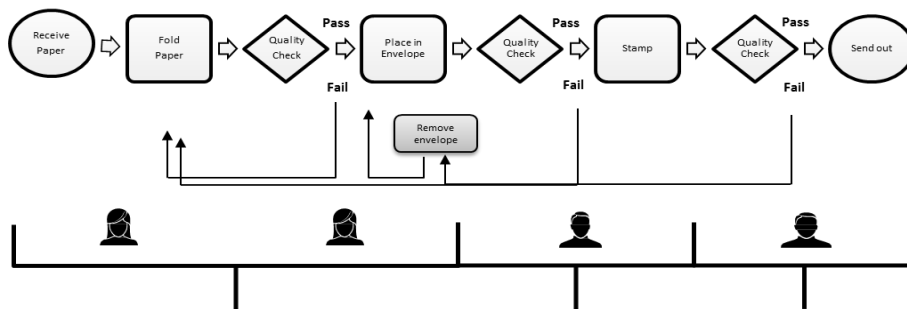 Receive
Paper
Fold
Paper
Quality
Check
Pass
Fail
Place in
Envelope
Quality
Check
Pass
Fail
Stamp
Quality
Check
Pass
Fail
Send out
Remove
envelope